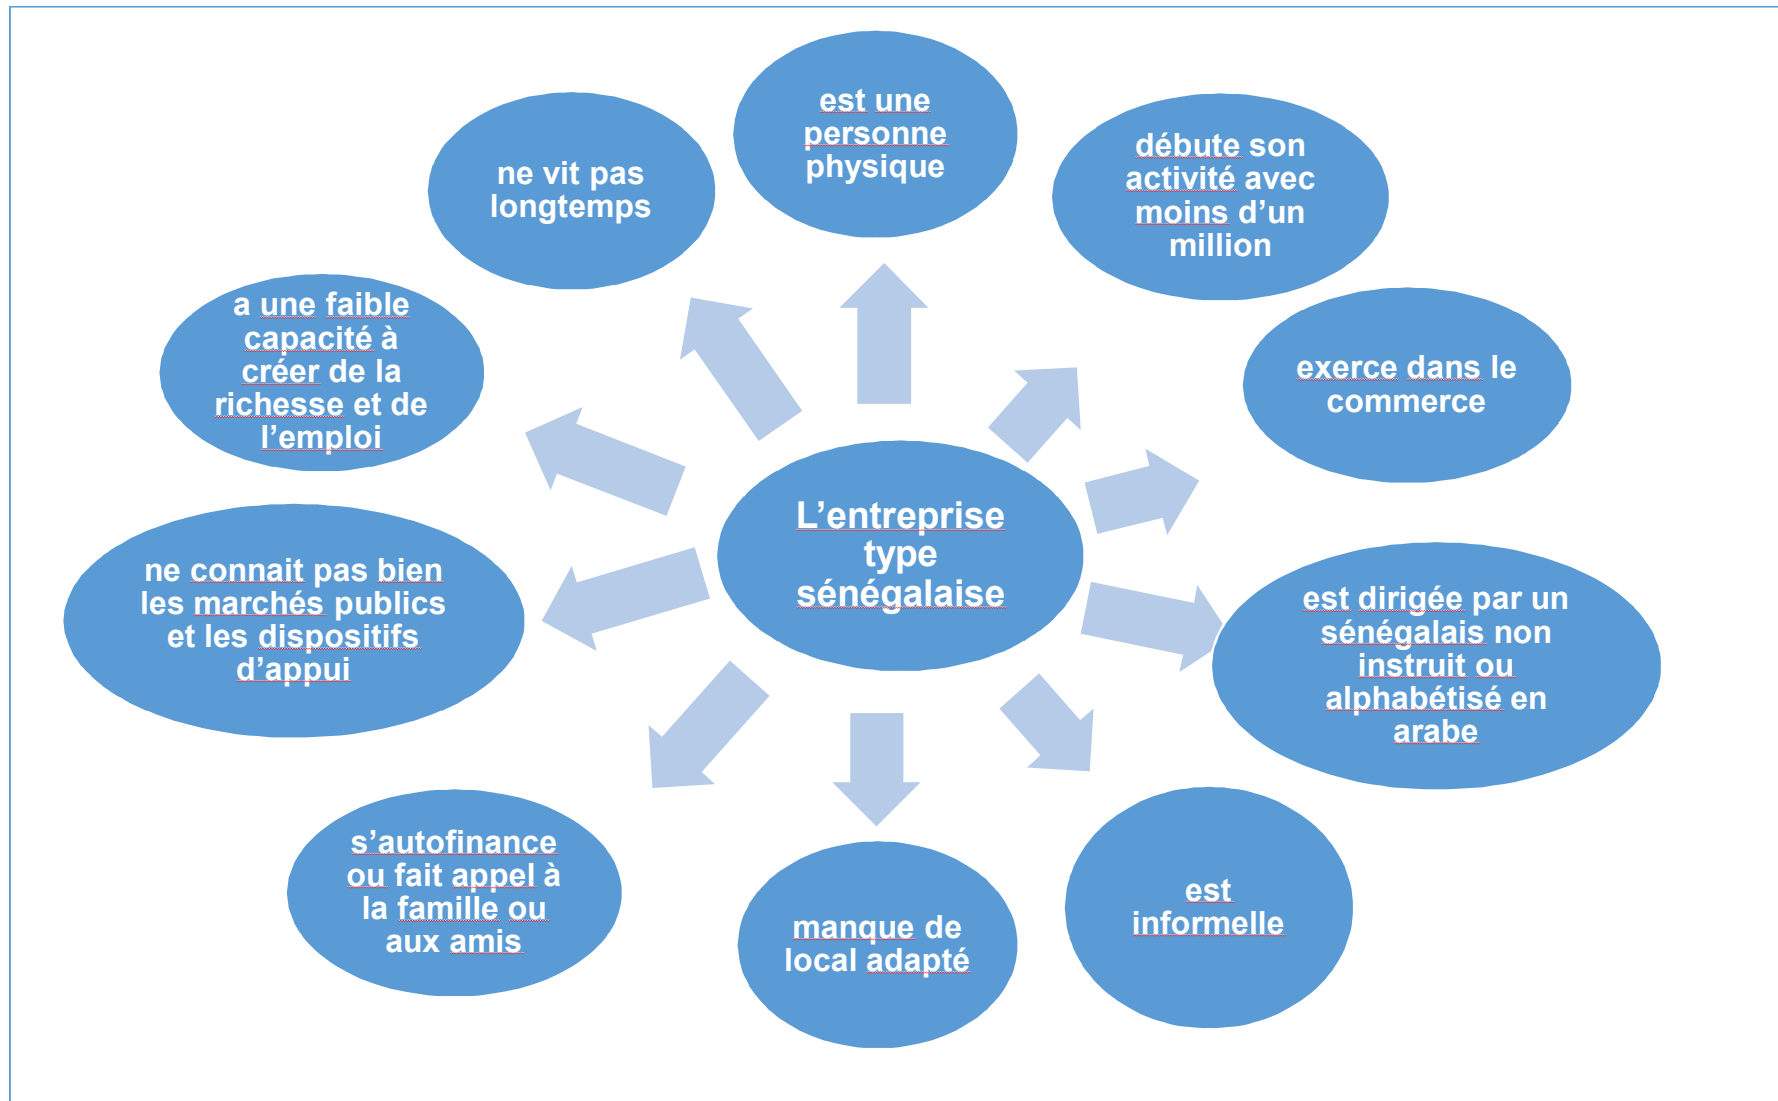 est une
personne
physique
débute son
activité avec
moins d’un
million
exerce dans le
commerce
est dirigée par un
sénégalais non
instruit ou
alphabétisé en
arabe
est
informelle
manque de
local adapté
s’autofinance
ou fait appel à
la famille ou
aux amis
ne connait pas bien
les marchés publics
et les dispositifs
d’appui
a une faible
capacité à
créer de la
richesse et de
l’emploi
ne vit pas
longtemps
L’entreprise
type
sénégalaise